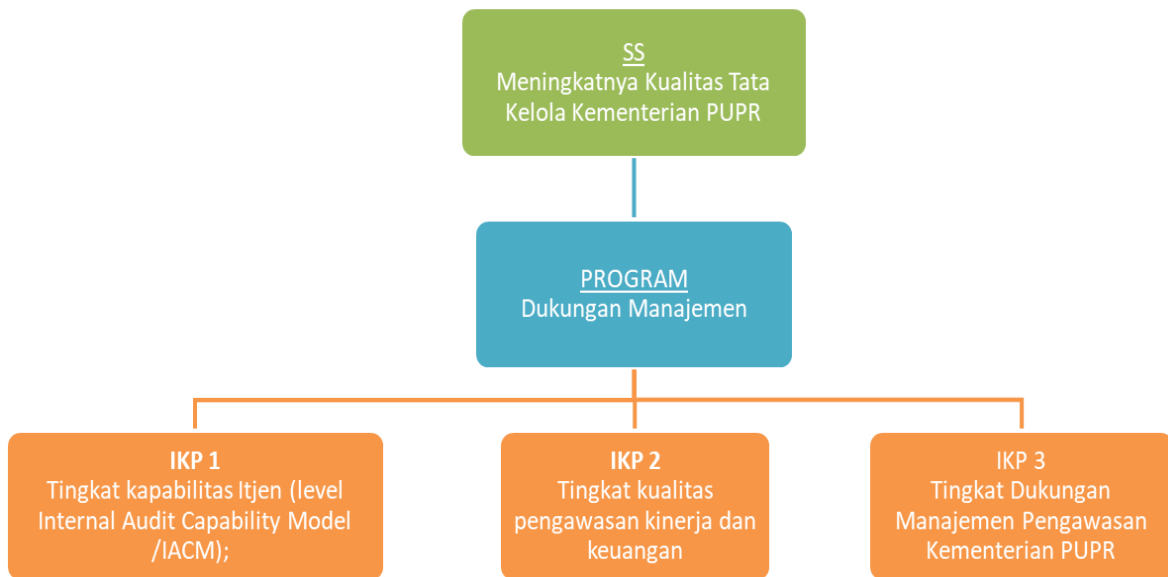 SS
Meningkatnya Kualitas Tata
Kelola Kementerian PUPR
PROGRAM
Dukungan Manajemen
IKP 1
Tingkat kapabilitas Itjen (level
Internal Audit Capability Model
/IACM);
IKP 2
Tingkat kualitas
pengawasan kinerja dan
keuangan
IKP 3
Tingkat Dukungan
Manajemen Pengawasan
Kementerian PUPR